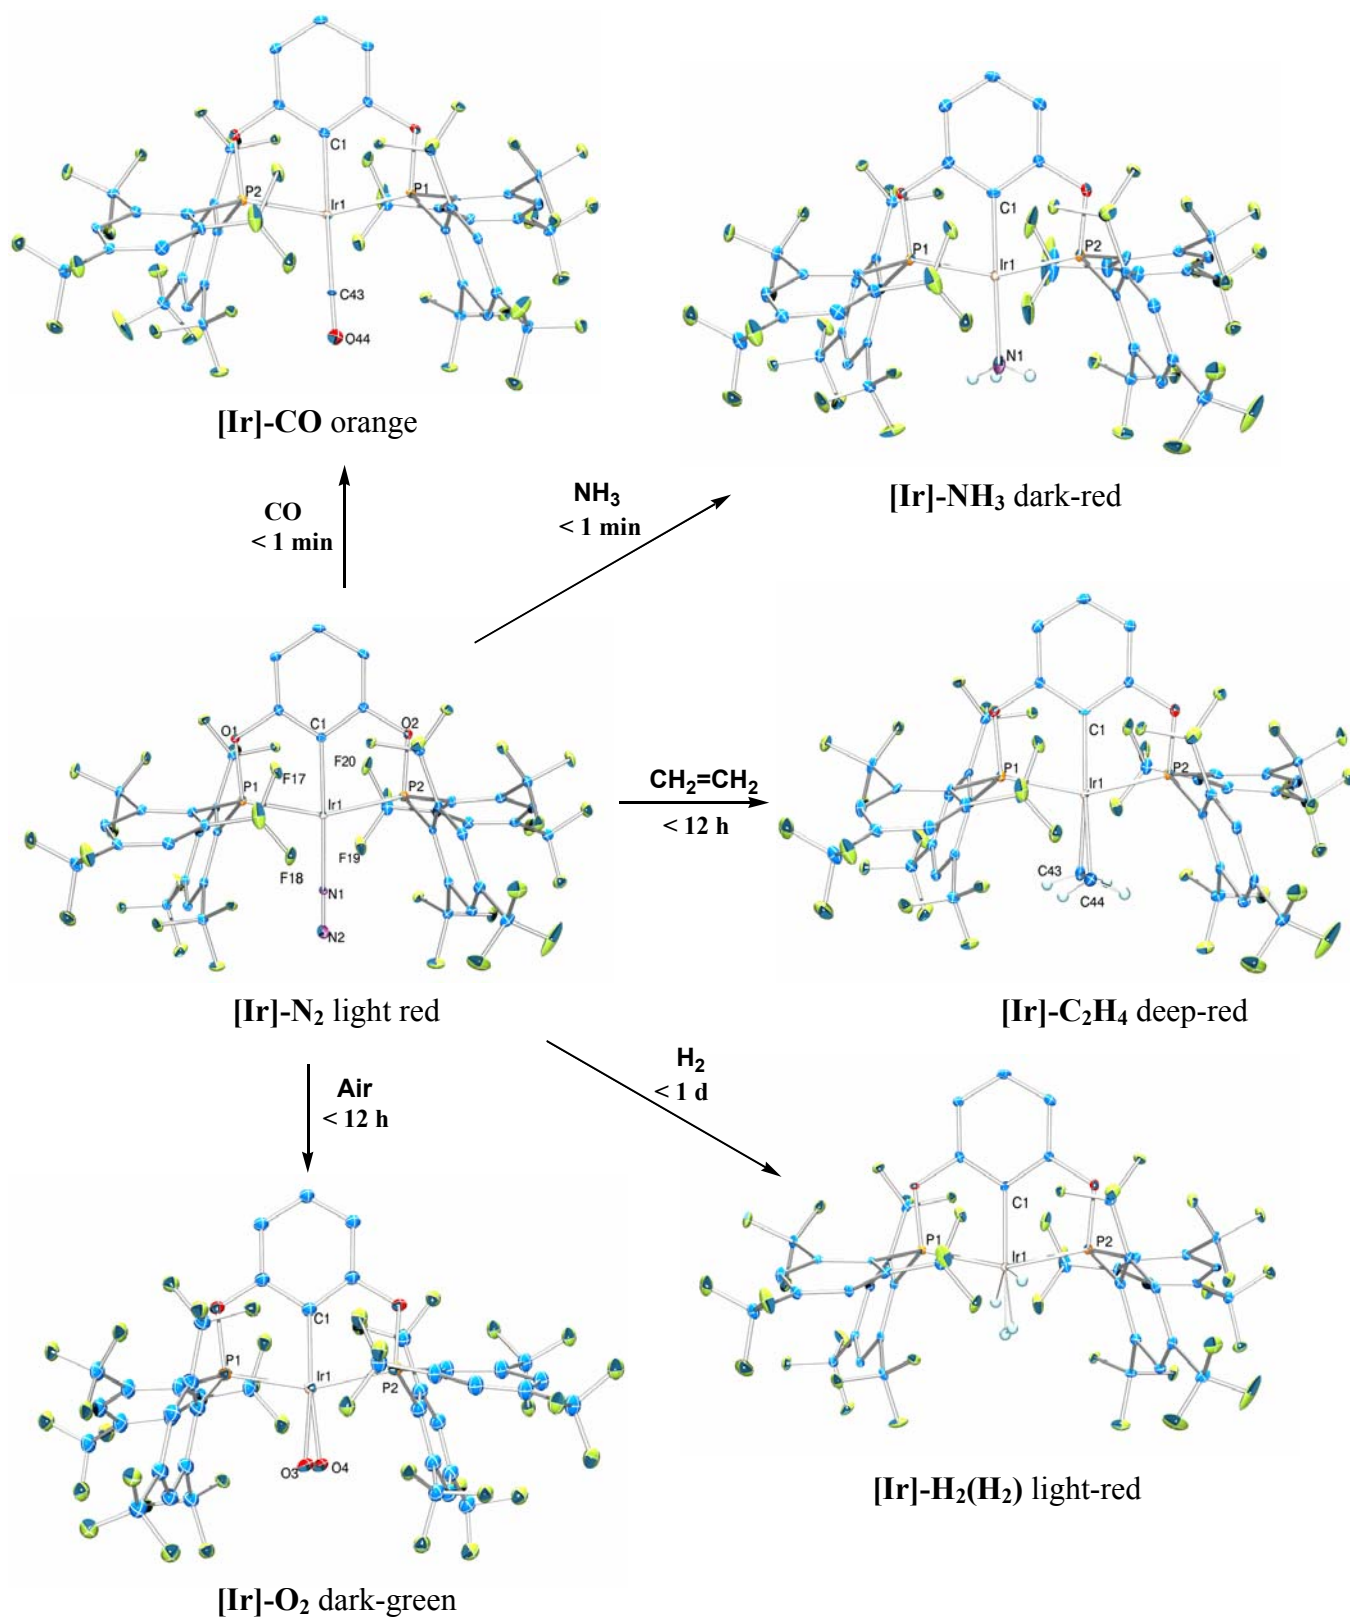 C1
P2
Ir1
P1
C43
O44
[Ir]-CO orange
C1
P1
Ir1
P2
N1
[Ir]-NH₃ dark-red
CO
< 1 min
NH₃
< 1 min
O1
C1
O2
F17
F20
P1
Ir1
P2
F18
F19
N1
N2
[Ir]-N₂ light red
CH₂=CH₂
< 12 h
C1
P1
Ir1
P2
C43
C44
[Ir]-C₂H₄ deep-red
Air
< 12 h
H₂
< 1 d
C1
P1
Ir1
P2
[Ir]-H₂(H₂) light-red
C1
P1
Ir1
P2
O3
O4
[Ir]-O₂ dark-green